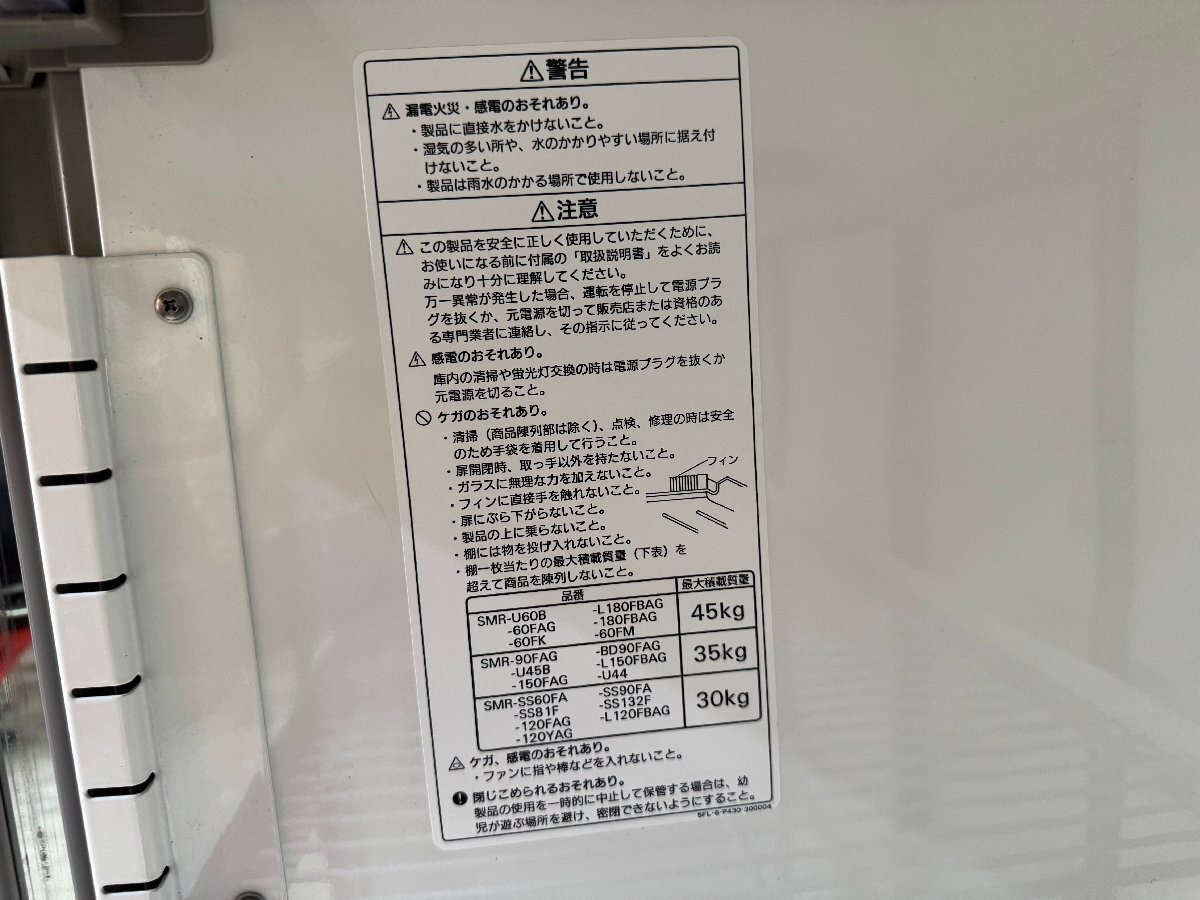 ⚠警告
漏電火災・感電のおそれあり。
・製品に直接水をかけないこと。
・湿気の多い所や、水のかかりやすい場所に据え付
けないこと。
・製品は雨水のかかる場所で使用しないこと。
⚠注意
この製品を安全に正しく使用していただくために、
お使いになる前に付属の「取扱説明書」をよくお読
みになり十分に理解してください。
万一異常が発生した場合、運転を停止して電源プラ
グを抜くか、元電源を切って販売店または資格のあ
る専門業者に連絡し、その指示に従ってください。
感電のおそれあり。
庫内の清掃や蛍光灯交換の時は電源プラグを抜くか
元電源を切ること。
ケガのおそれあり。
・清掃（商品陳列部は除く）、点検、修理の時は安全
のため手袋を着用して行うこと。
・扉開閉時、取っ手以外を持たないこと。
・ガラスに無理な力を加えないこと。
・フィンに直接手を触れないこと。
フィン
・扉にぶら下がらないこと。
・製品の上に乗らないこと。
・棚には物を投げ入れないこと。
・棚一枚当たりの最大積載質量（下表）を
超えて商品を陳列しないこと。
品番 最大積載質量
SMR-U60B -L180FBAG 45kg
-60FAG -180FBAG
-60FK -60FM
SMR-90FAG -BD90FAG 35kg
-U45B -L150FBAG
-150FAG -U44
SMR-SS60FA -SS90FA 30kg
-SS81F -SS132F
-120FAG -L120FBAG
-120YAG
ケガ、感電のおそれあり。
・ファンに指や棒などを入れないこと。
閉じこめられるおそれあり。
製品の使用を一時的に中止して保管する場合は、幼
児が遊ぶ場所を避け、密閉できないようにすること。
SFL-6-P430 300004